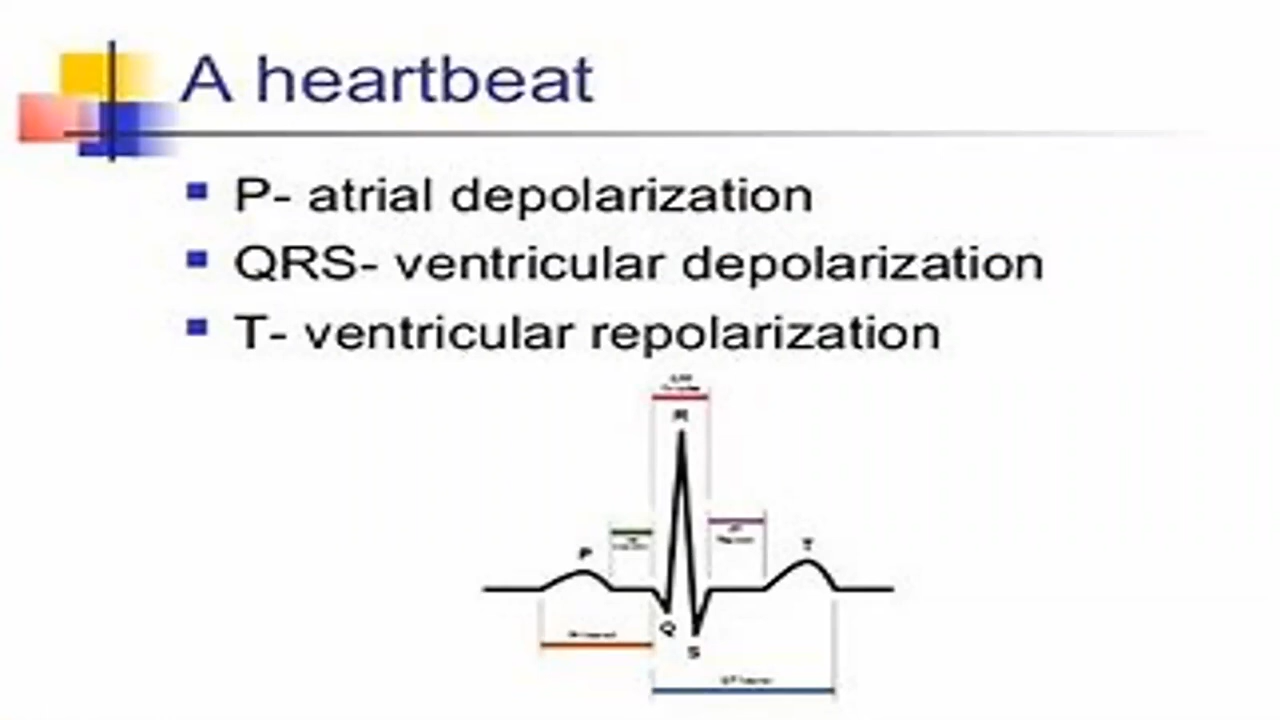 A heartbeat
P- atrial depolarization
QRS- ventricular depolarization
T- ventricular repolarization
R
P
T
Q
S